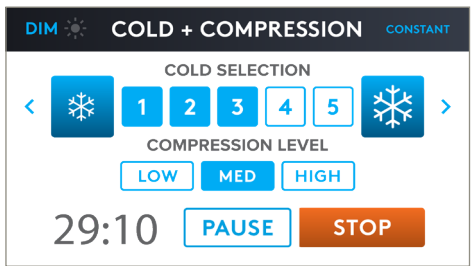 DIM COLD + COMPRESSION CONSTANT
COLD SELECTION
< 1 2 3 4 5 >
COMPRESSION LEVEL
LOW MED HIGH
29:10 PAUSE STOP